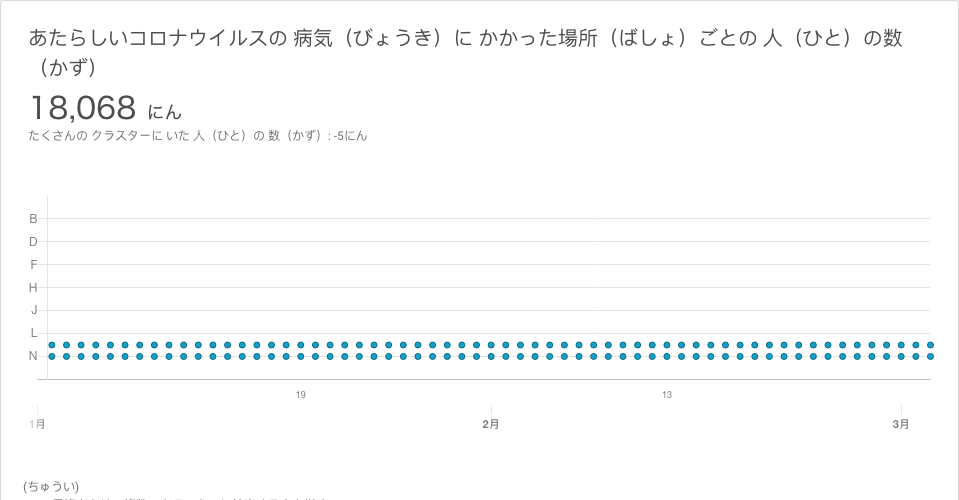 あたらしいコロナウイルスの 病気（びょうき）に かかった場所（ばしょ）ごとの 人（ひと）の数
（かず）
18,068 にん
たくさんの クラスターに いた 人（ひと）の 数（かず）: -5にん
B
D
F
H
J
L
N
19 13
1月 2月 3月
(ちゅうい)